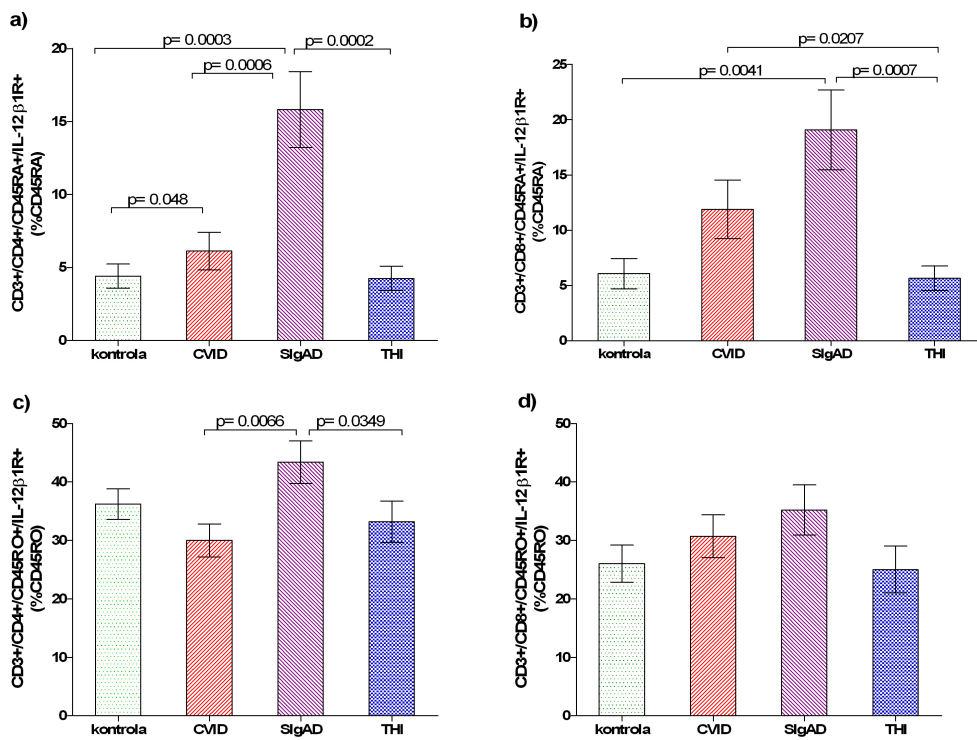 a)
p= 0.0003
p= 0.0002
p= 0.0006
p= 0.048
CD3+/CD4+/CD45RA+/IL-12β1R+
(%CD45RA)
20
15
10
5
0
kontrola CVID SIgAD THI
b)
p= 0.0207
p= 0.0041
p= 0.0007
CD3+/CD8+/CD45RA+/IL-12β1R+
(%CD45RA)
25
20
15
10
5
0
kontrola CVID SIgAD THI
c)
p= 0.0066
p= 0.0349
CD3+/CD4+/CD45RO+/IL-12β1R+
(%CD45RO)
50
40
30
20
10
0
kontrola CVID SIgAD THI
d)
CD3+/CD8+/CD45RO+/IL-12β1R+
(%CD45RO)
50
40
30
20
10
0
kontrola CVID SIgAD THI